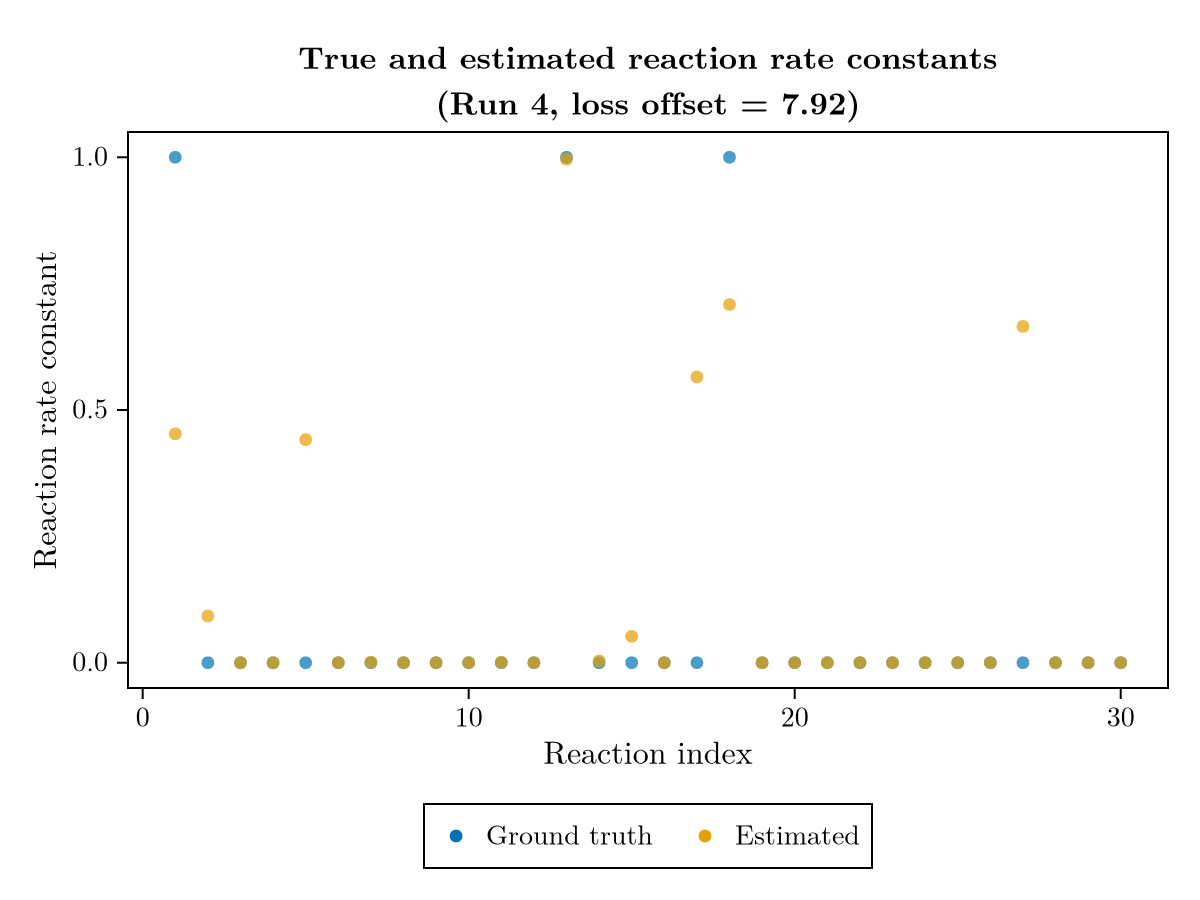 True and estimated reaction rate constants
(Run 4, loss offset = 7.92)
Reaction rate constant
1.0
0.5
0.0
0 10 20 30
Reaction index
Ground truth Estimated